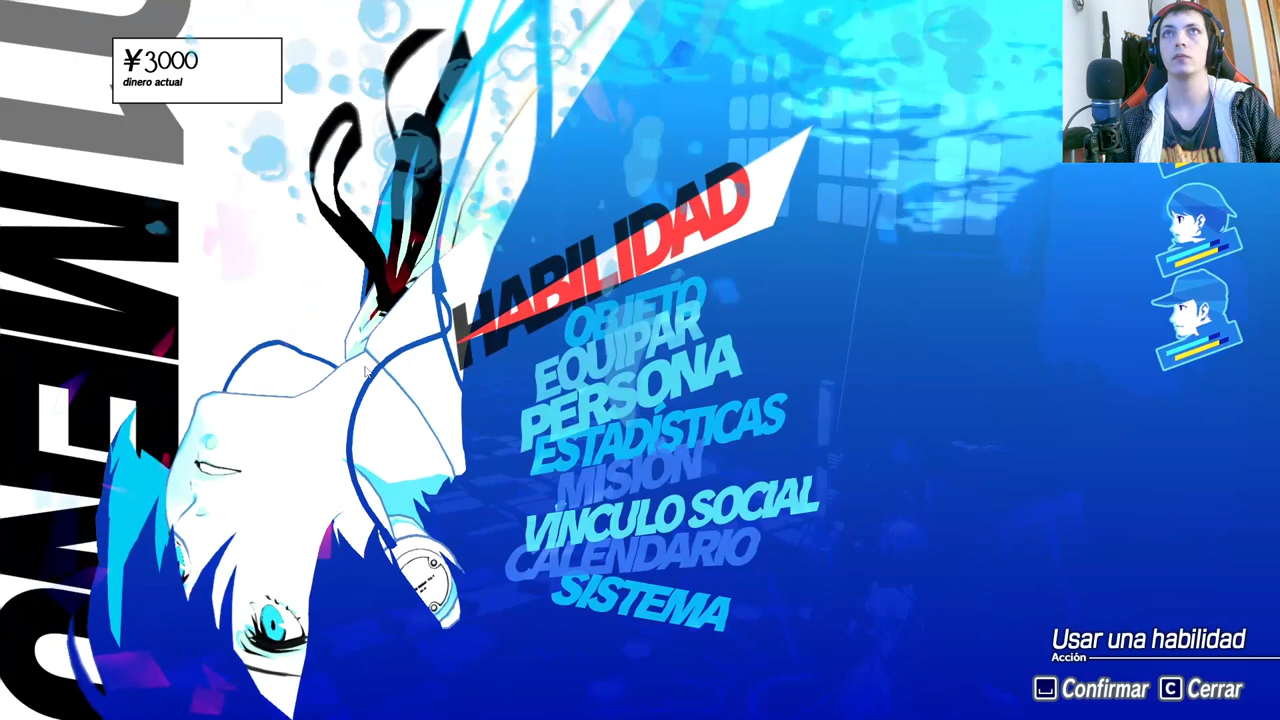 ¥3000
dinero actual
MENÚ
HABILIDAD
OBJETO
EQUIPAR
PERSONA
ESTADÍSTICAS
MISIÓN
VÍNCULO SOCIAL
CALENDARIO
SISTEMA
Usar una habilidad
Acción
Confirmar C Cerrar